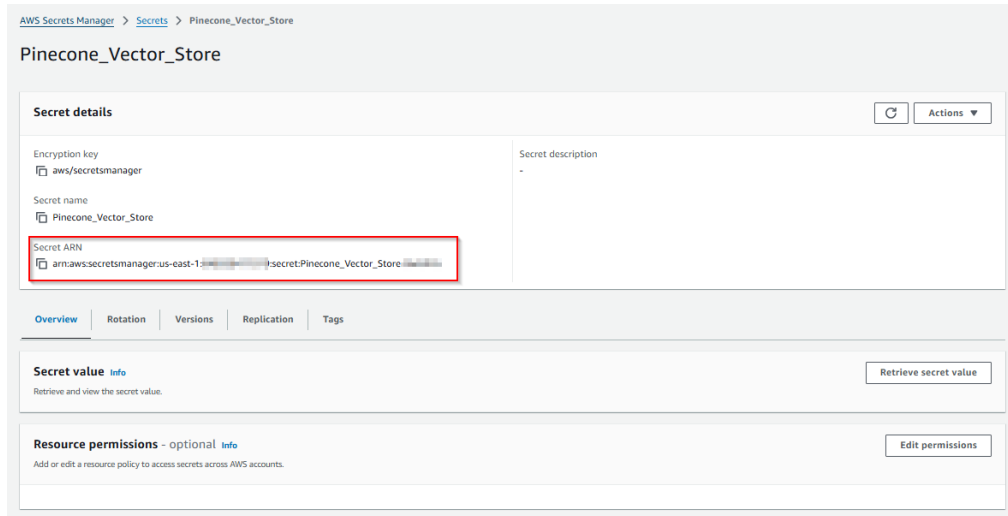 AWS Secrets Manager > Secrets > Pinecone_Vector_Store
Pinecone_Vector_Store
Secret details
Actions ▼
Encryption key
aws/secretsmanager
Secret name
Pinecone_Vector_Store
Secret ARN
arn:aws:secretsmanager:us-east-1: :secret:Pinecone_Vector_Store
Secret description
-
Overview Rotation Versions Replication Tags
Secret value Info
Retrieve secret value
Retrieve and view the secret value.
Resource permissions - optional Info
Edit permissions
Add or edit a resource policy to access secrets across AWS accounts.